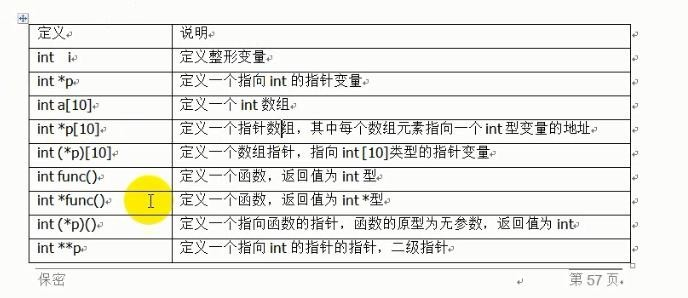 定义 说明
int i 定义整形变量
int *p 定义一个指向 int 的指针变量
int a[10] 定义一个 int 数组
int *p[10] 定义一个指针数组，其中每个数组元素指向一个 int 型变量的地址
int (*p)[10] 定义一个数组指针，指向 int [10]类型的指针变量
int func() 定义一个函数，返回值为 int 型
int *func() 定义一个函数，返回值为 int *型
int (*p)() 定义一个指向函数的指针，函数的原型为无参数，返回值为 int
int **p 定义一个指向 int 的指针的指针，二级指针
保密 第 57 页